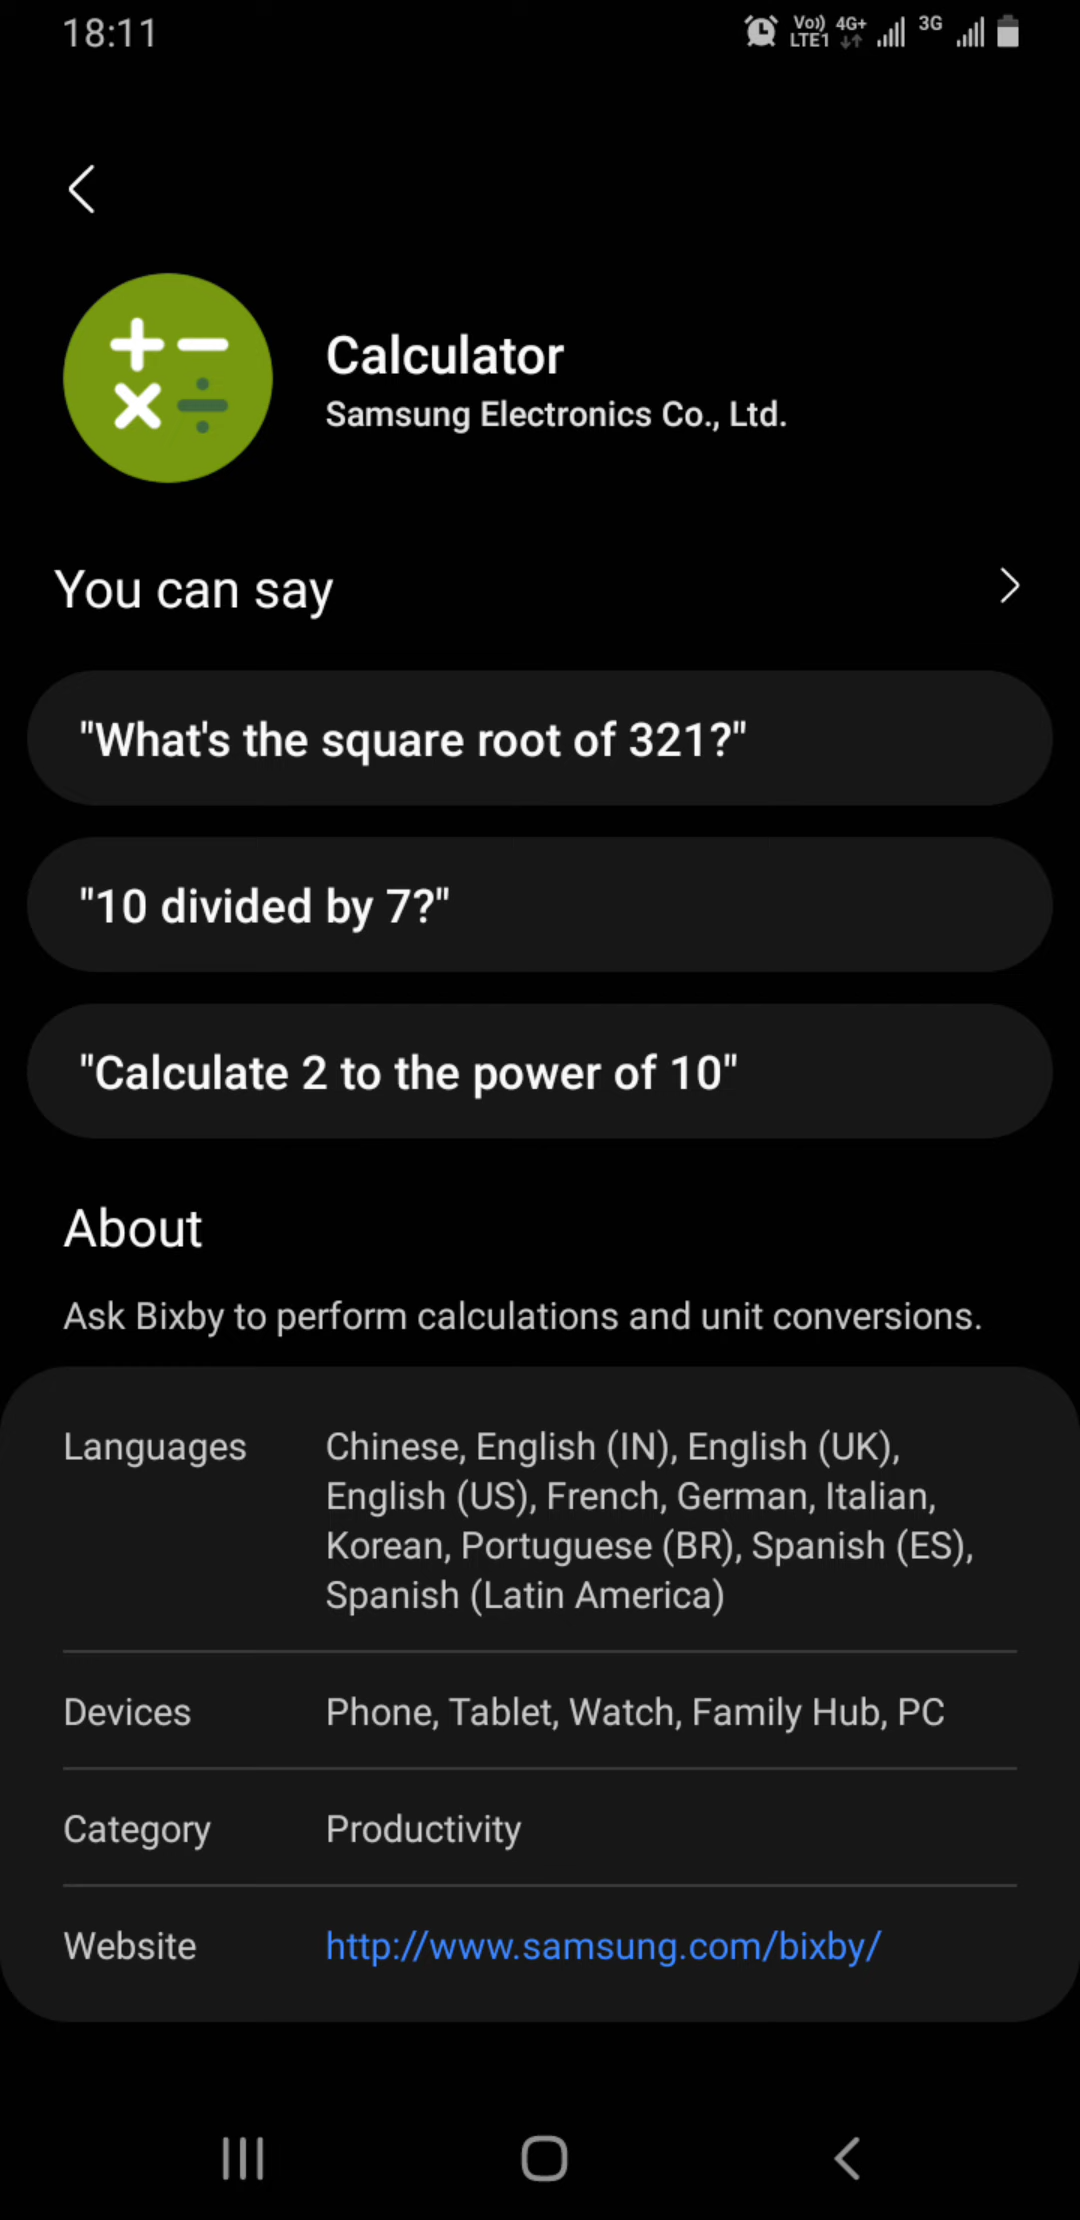 18:11
Vo)) LTE1 4G+ 3G
Calculator
Samsung Electronics Co., Ltd.
You can say
"What's the square root of 321?"
"10 divided by 7?"
"Calculate 2 to the power of 10"
About
Ask Bixby to perform calculations and unit conversions.
Languages
Chinese, English (IN), English (UK),
English (US), French, German, Italian,
Korean, Portuguese (BR), Spanish (ES),
Spanish (Latin America)
Devices
Phone, Tablet, Watch, Family Hub, PC
Category
Productivity
Website
http://www.samsung.com/bixby/